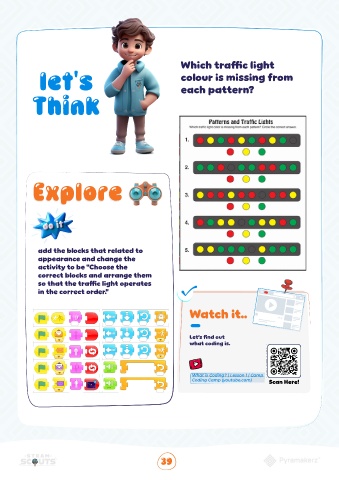 let's
Think
Which traffic light
colour is missing from
each pattern?
Patterns and Traffic Lights
Which traffic light colour is missing from each pattern? Circle the correct answer.
1.
2.
3.
4.
5.
Explore
DO IT
add the blocks that related to
appearance and change the
activity to be "Choose the
correct blocks and arrange them
so that the traffic light operates
in the correct order."
Watch it..
Let's find out
what coding is.
What is Coding? | Lesson 1 | Camp
Coding Camp (youtube.com)
Scan Here!
STEAM
SCOUTS
39
Pyramakerz